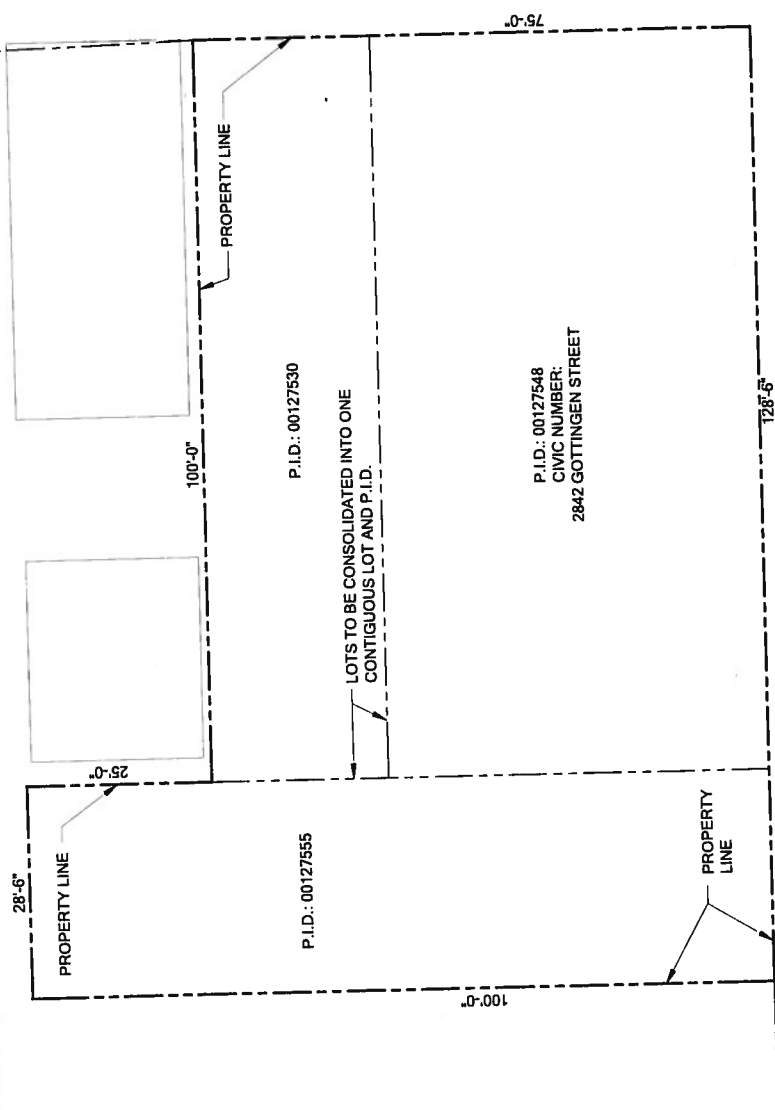 75'-0"
PROPERTY LINE
100'-0"
P.I.D.: 00127530
LOTS TO BE CONSOLIDATED INTO ONE
CONTIGUOUS LOT AND P.I.D.
P.I.D.: 00127548
CIVIC NUMBER:
2842 GOTTINGEN STREET
128'-6"
25'-0"
28'-6"
PROPERTY LINE
P.I.D.: 00127555
PROPERTY
LINE
100'-0"